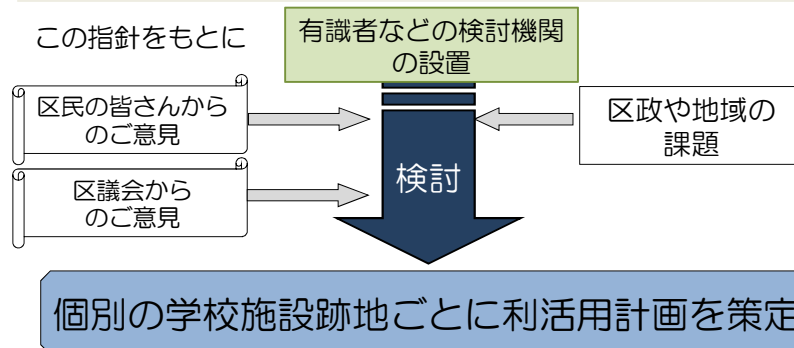 この指針をもとに
有識者などの検討機関
の設置
区民の皆さんから
のご意見
区政や地域の
課題
検討
区議会から
のご意見
個別の学校施設跡地ごとに利活用計画を策定